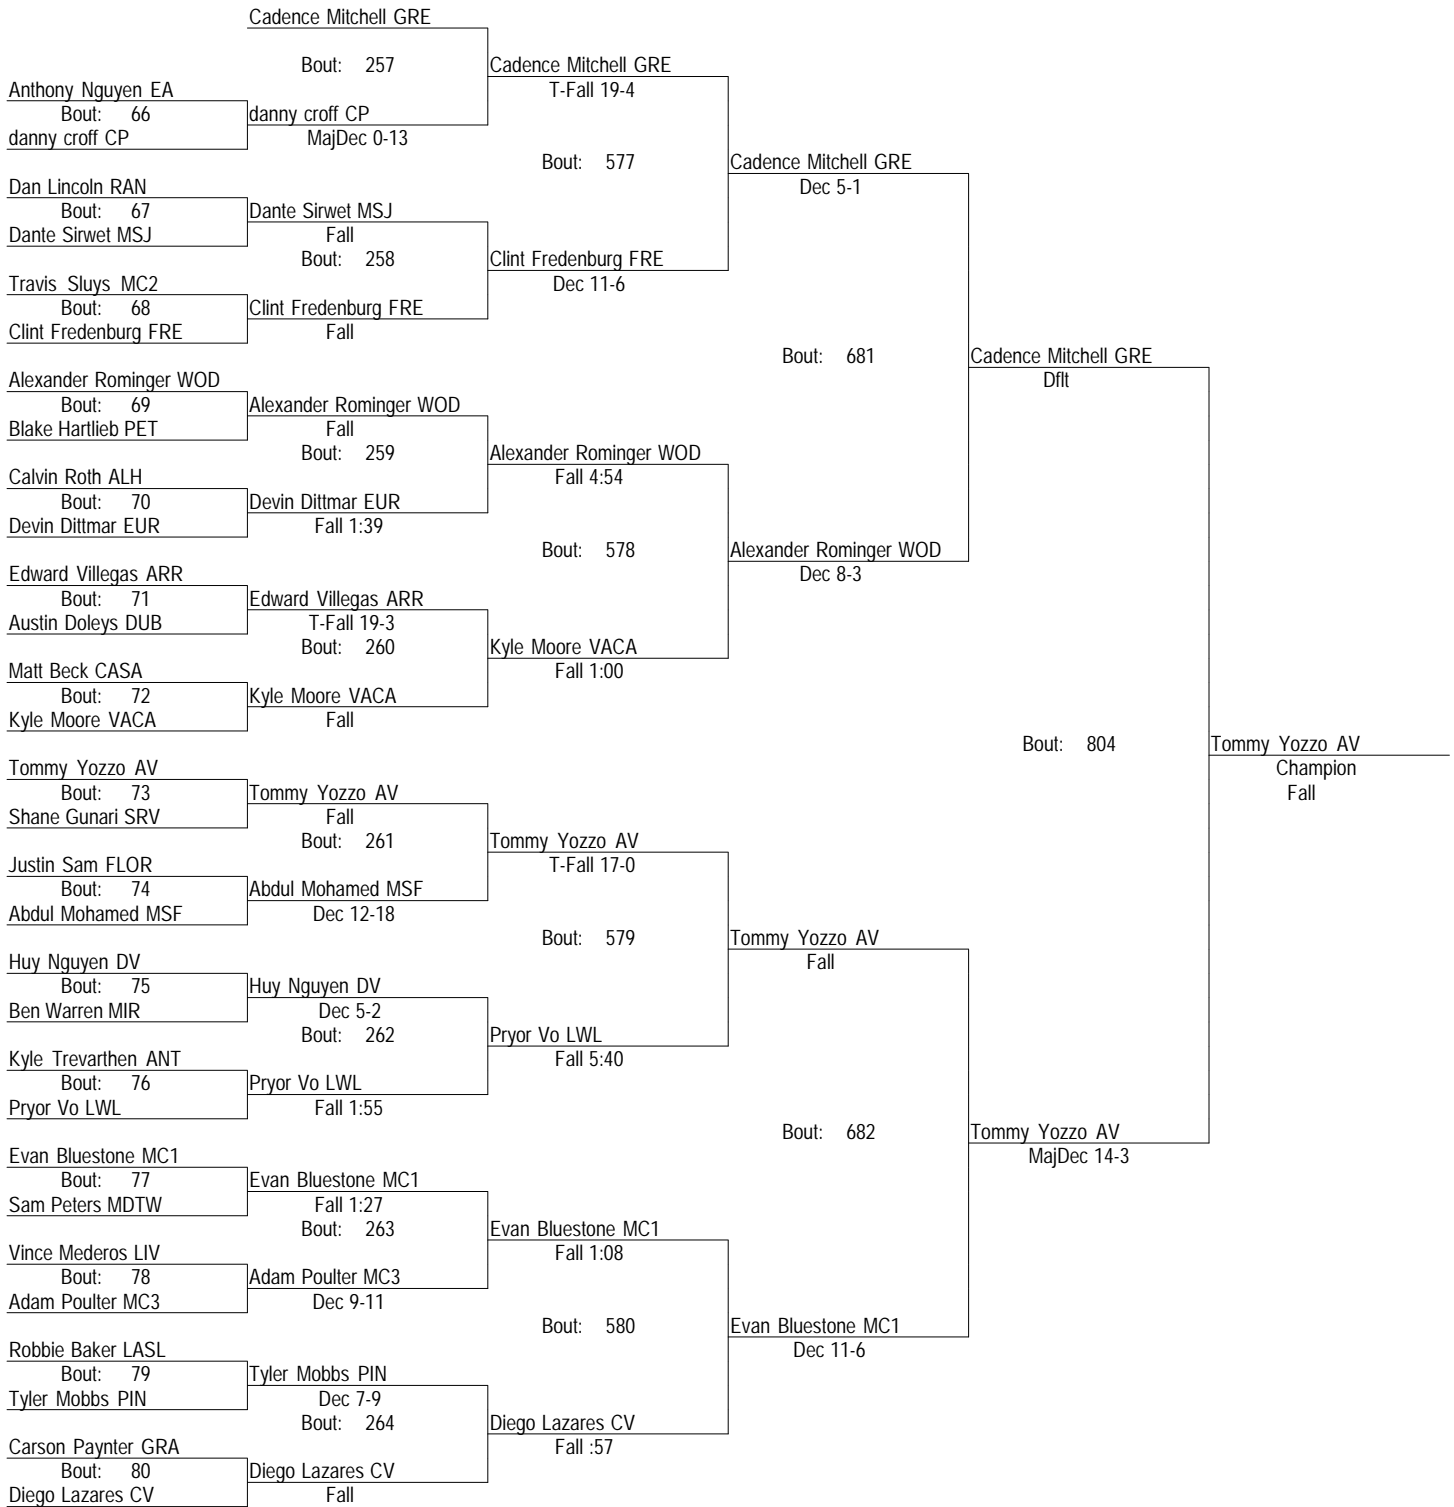 Cadence Mitchell GRE
Bout: 257 Cadence Mitchell GRE
Anthony Nguyen EA T-Fall 19-4
Bout: 66 danny croff CP
danny croff CP MajDec 0-13
Bout: 577 Cadence Mitchell GRE
Dan Lincoln RAN Dec 5-1
Bout: 67 Dante Sirwet MSJ
Dante Sirwet MSJ Fall
Bout: 258 Clint Fredenburg FRE
Travis Sluys MC2 Dec 11-6
Bout: 68 Clint Fredenburg FRE
Clint Fredenburg FRE Fall
Bout: 681 Cadence Mitchell GRE
Alexander Rominger WOD Dflt
Bout: 69 Alexander Rominger WOD
Blake Hartlieb PET Fall
Bout: 259 Alexander Rominger WOD
Calvin Roth ALH Fall 4:54
Bout: 70 Devin Dittmar EUR
Devin Dittmar EUR Fall 1:39
Bout: 578 Alexander Rominger WOD
Edward Villegas ARR Dec 8-3
Bout: 71 Edward Villegas ARR
Austin Doleys DUB T-Fall 19-3
Bout: 260 Kyle Moore VACA
Matt Beck CASA Fall 1:00
Bout: 72 Kyle Moore VACA
Kyle Moore VACA Fall
Bout: 804 Tommy Yozzo AV
Tommy Yozzo AV Champion
Bout: 73 Tommy Yozzo AV Fall
Shane Gunari SRV Fall
Bout: 261 Tommy Yozzo AV
Justin Sam FLOR T-Fall 17-0
Bout: 74 Abdul Mohamed MSF
Abdul Mohamed MSF Dec 12-18
Bout: 579 Tommy Yozzo AV
Huy Nguyen DV Fall
Bout: 75 Huy Nguyen DV
Ben Warren MIR Dec 5-2
Bout: 262 Pryor Vo LWL
Kyle Trevarthen ANT Fall 5:40
Bout: 76 Pryor Vo LWL
Pryor Vo LWL Fall 1:55
Bout: 682 Tommy Yozzo AV
Evan Bluestone MC1 MajDec 14-3
Bout: 77 Evan Bluestone MC1
Sam Peters MDTW Fall 1:27
Bout: 263 Evan Bluestone MC1
Vince Mederos LIV Fall 1:08
Bout: 78 Adam Poulter MC3
Adam Poulter MC3 Dec 9-11
Bout: 580 Evan Bluestone MC1
Robbie Baker LASL Dec 11-6
Bout: 79 Tyler Mobbs PIN
Tyler Mobbs PIN Dec 7-9
Bout: 264 Diego Lazares CV
Carson Paynter GRA Fall :57
Bout: 80 Diego Lazares CV
Diego Lazares CV Fall